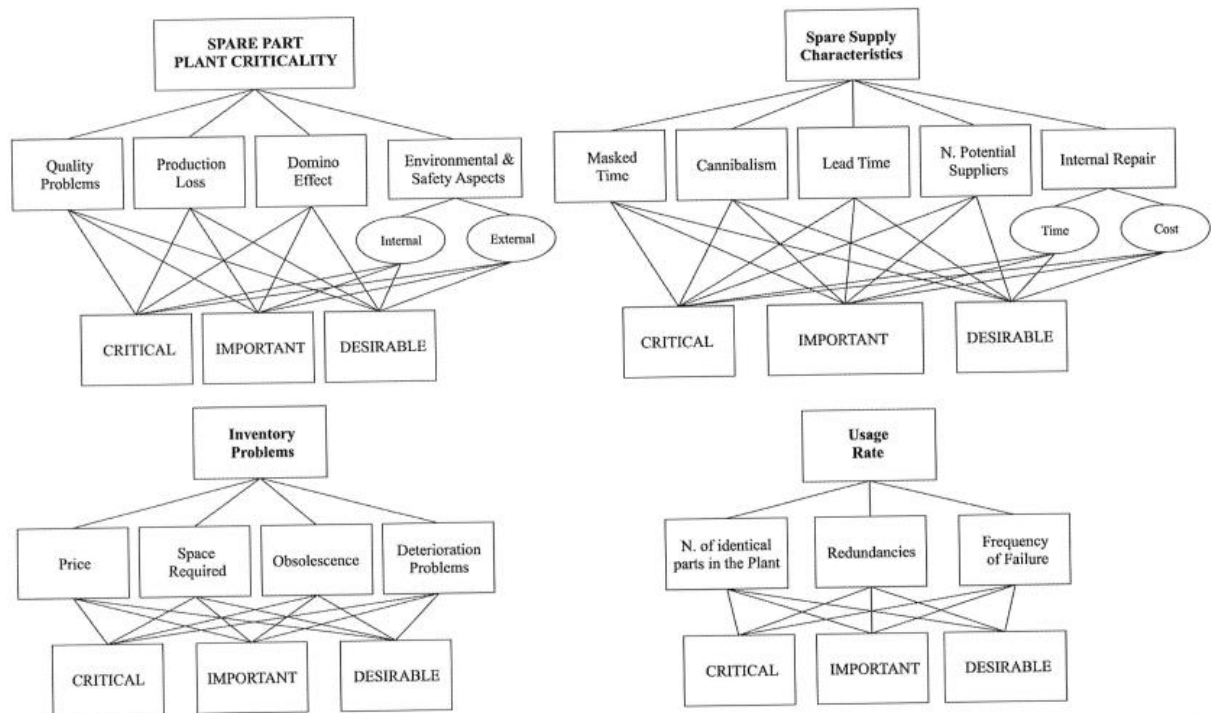 SPARE PART
PLANT CRITICALITY
Quality
Problems
Production
Loss
Domino
Effect
Environmental &
Safety Aspects
Internal
External
CRITICAL
IMPORTANT
DESIRABLE
Spare Supply
Characteristics
Masked
Time
Cannibalism
Lead Time
N. Potential
Suppliers
Internal Repair
Time
Cost
CRITICAL
IMPORTANT
DESIRABLE
Inventory
Problems
Price
Space
Required
Obsolescence
Deterioration
Problems
CRITICAL
IMPORTANT
DESIRABLE
Usage
Rate
N. of identical
parts in the Plant
Redundancies
Frequency
of Failure
CRITICAL
IMPORTANT
DESIRABLE